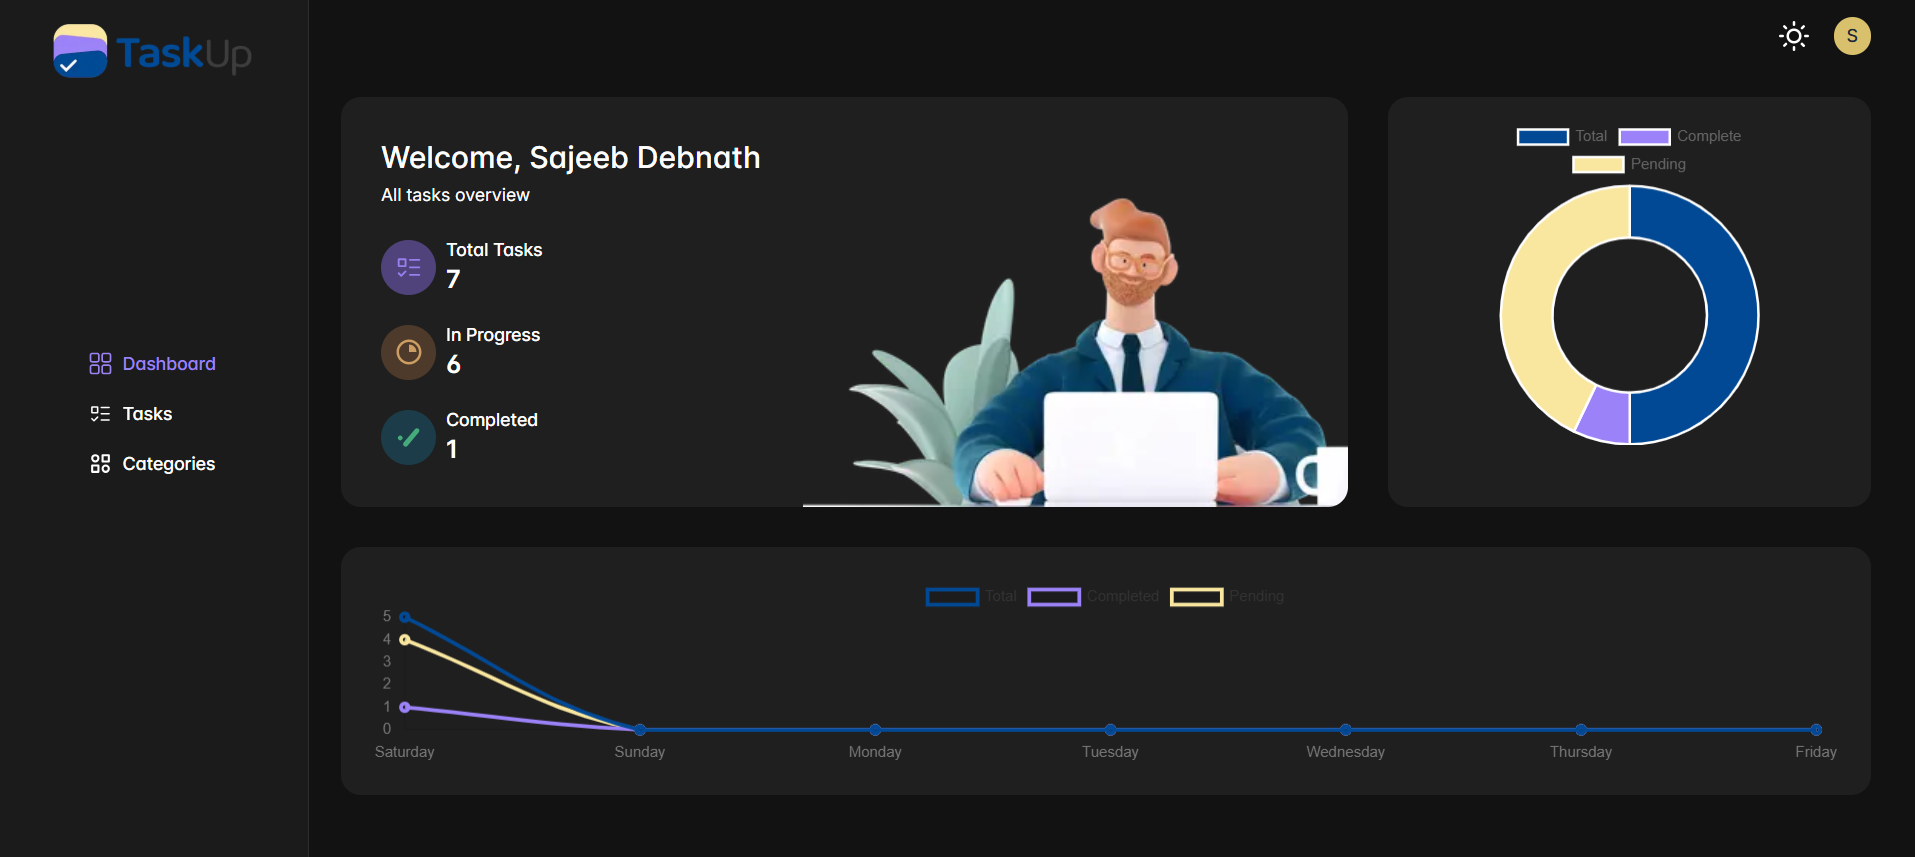 TaskUp
S
Dashboard
Tasks
Categories
Welcome, Sajeeb Debnath
All tasks overview
Total Tasks
7
In Progress
6
Completed
1
Total Complete
Pending
Total Completed Pending
5
4
3
2
1
0
Saturday Sunday Monday Tuesday Wednesday Thursday Friday